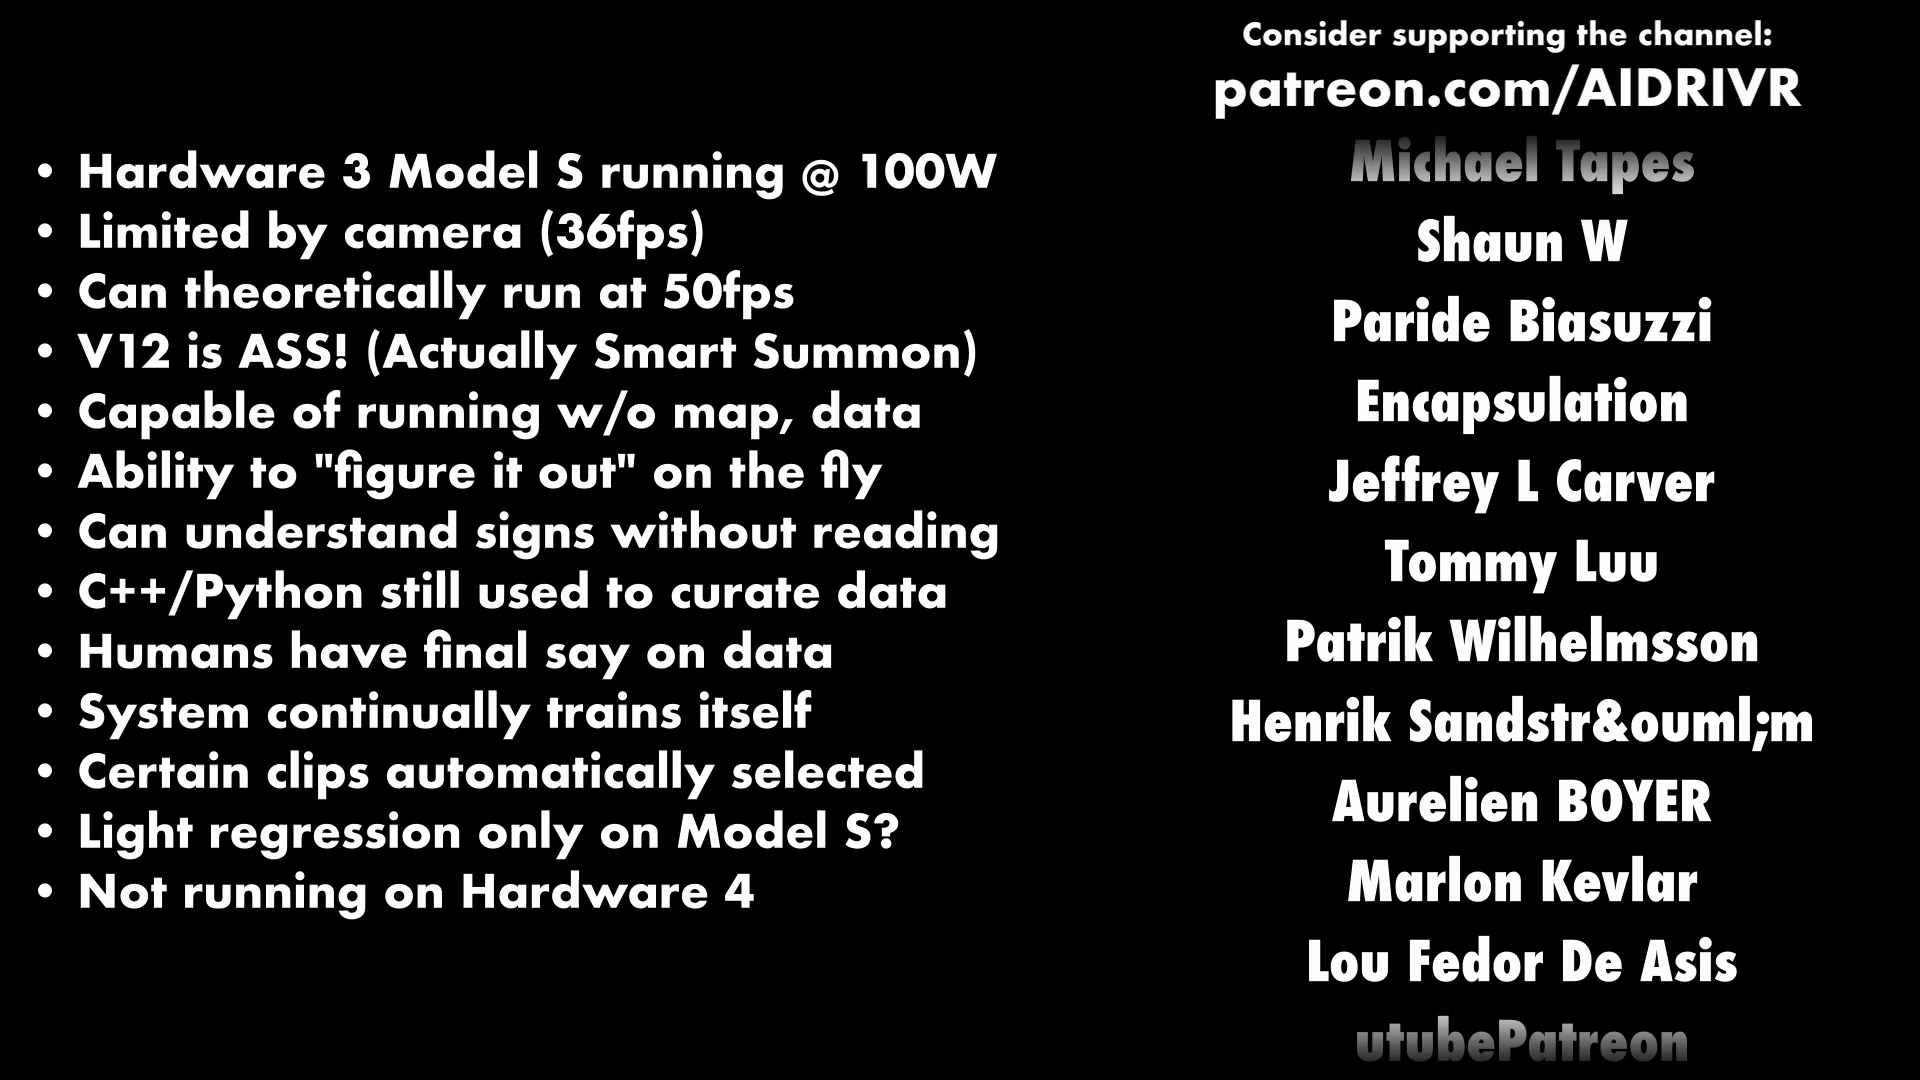 Consider supporting the channel:
patreon.com/AIDRIVR
• Hardware 3 Model S running @ 100W
• Limited by camera (36fps)
• Can theoretically run at 50fps
• V12 is ASS! (Actually Smart Summon)
• Capable of running w/o map, data
• Ability to "figure it out" on the fly
• Can understand signs without reading
• C++/Python still used to curate data
• Humans have final say on data
• System continually trains itself
• Certain clips automatically selected
• Light regression only on Model S?
• Not running on Hardware 4
Michael Tapes
Shaun W
Paride Biasuzzi
Encapsulation
Jeffrey L Carver
Tommy Luu
Patrik Wilhelmsson
Henrik Sandstr&ouml;m
Aurelien BOYER
Marlon Kevlar
Lou Fedor De Asis
utubePatreon